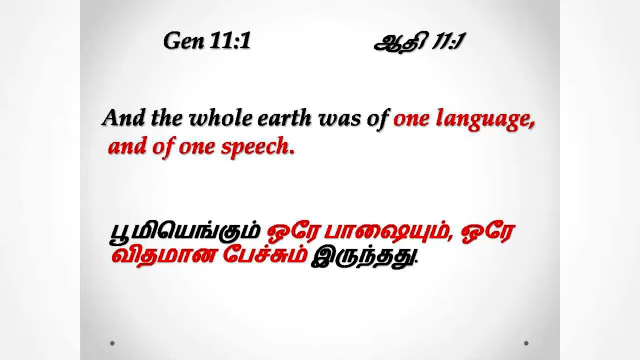 Gen 11:1 ஆதி 11:1
And the whole earth was of one language,
and of one speech.
பூமியெங்கும் ஒரே பாஷையும், ஒரே
விதமான பேச்சும் இருந்தது.